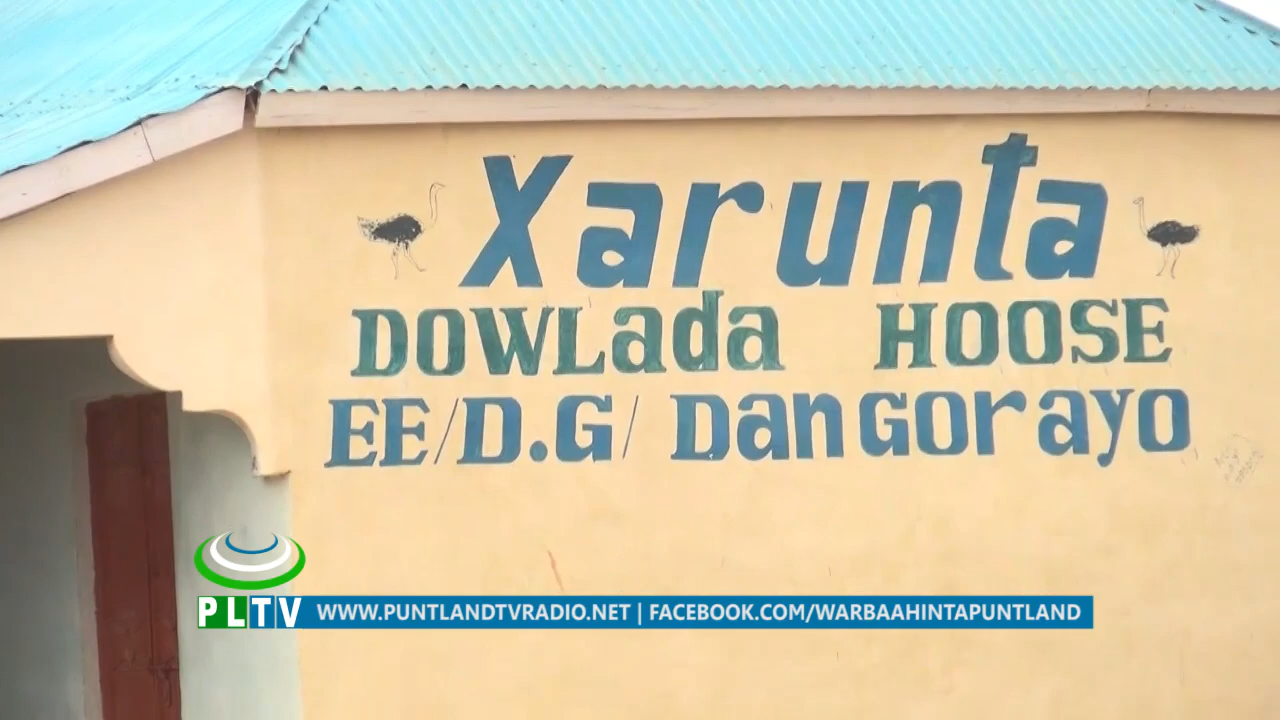 Xarunta
DOWLada HOOSE
EE/D.G/ Dangorayo
PLTV WWW.PUNTLANDTVRADIO.NET | FACEBOOK.COM/WARBAAHINTAPUNTLAND